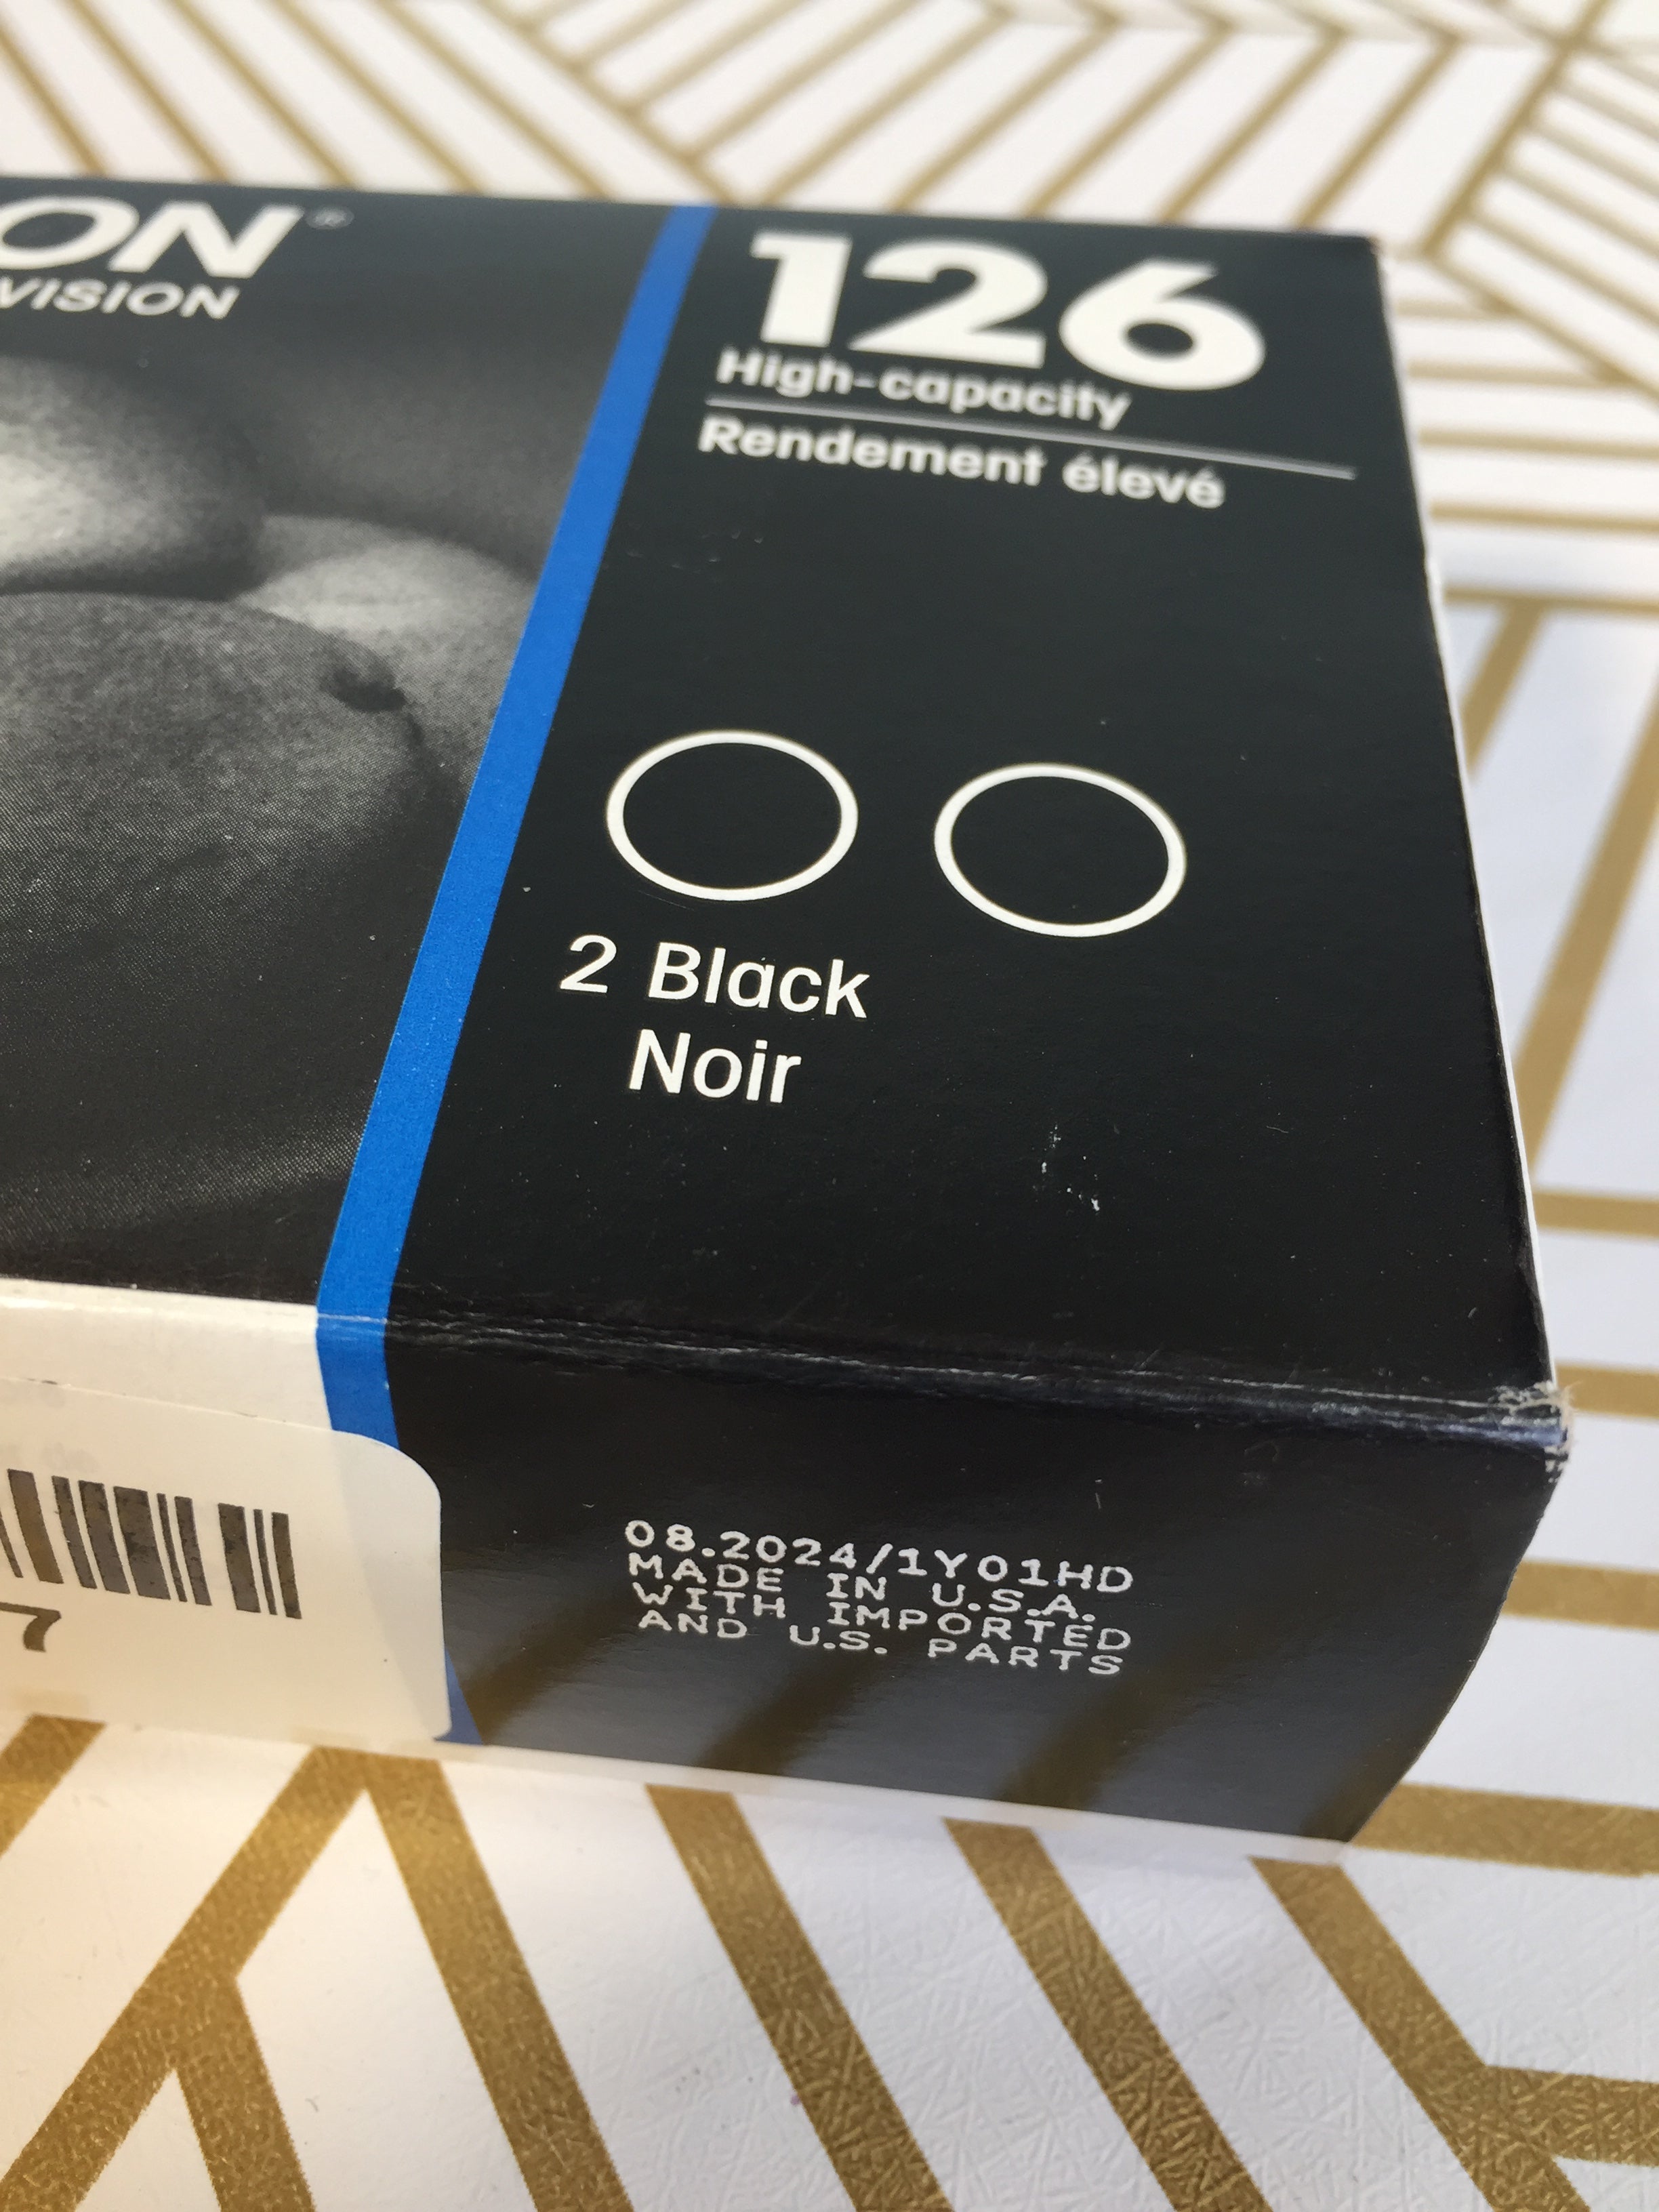 ON®
VISION
126
High-capacity
Rendement élevé
2 Black
Noir
08.2024/1Y01HD
MADE IN U.S.A.
WITH IMPORTED
AND U.S. PARTS
7